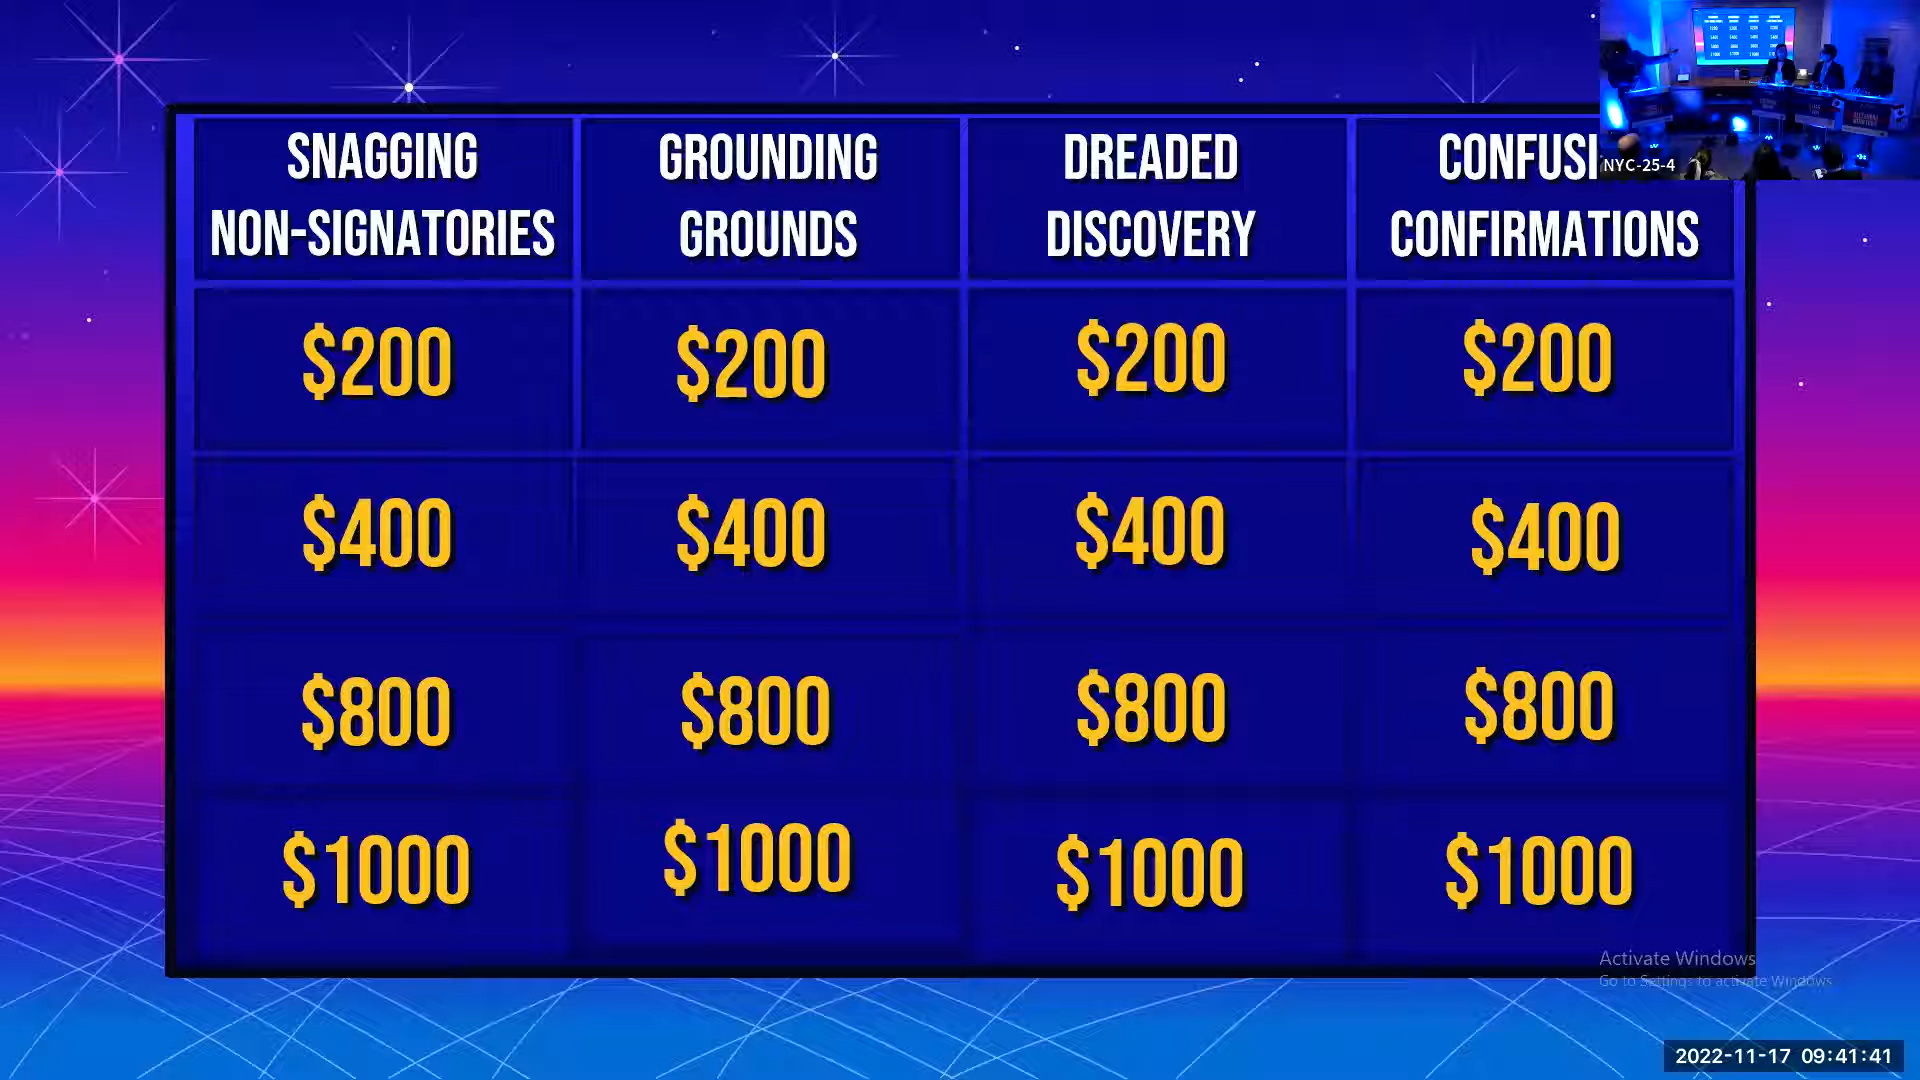 SNAGGING
NON-SIGNATORIES
GROUNDING
GROUNDS
DREADED
DISCOVERY
CONFUSI
CONFIRMATIONS
NYC-25-4
$200
$200
$200
$200
$400
$400
$400
$400
$800
$800
$800
$800
$1000
$1000
$1000
$1000
Activate Windows
Go to Settings to activate Windows
2022-11-17 09:41:41